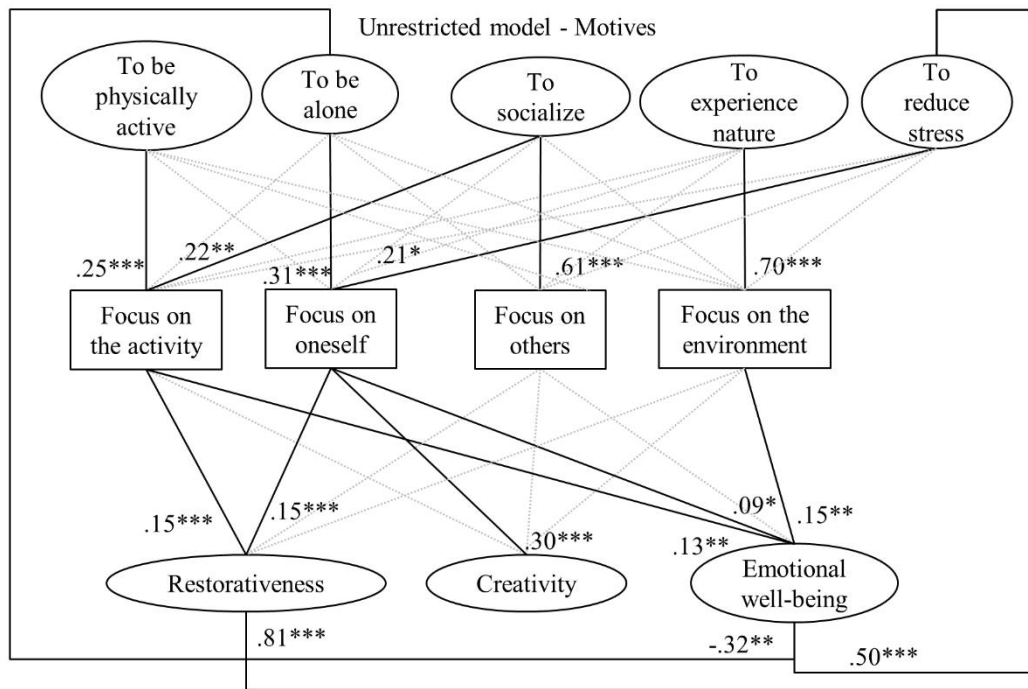 Unrestricted model - Motives
To be
physically
active
To be
alone
To
socialize
To
experience
nature
To
reduce
stress
.25***
.22**
.31***
.21*
.61***
.70***
Focus on
the activity
Focus on
oneself
Focus on
others
Focus on the
environment
.15***
.15***
.30***
.09*
.13**
.15**
Restorativeness
Creativity
Emotional
well-being
.81***
-.32**
.50***